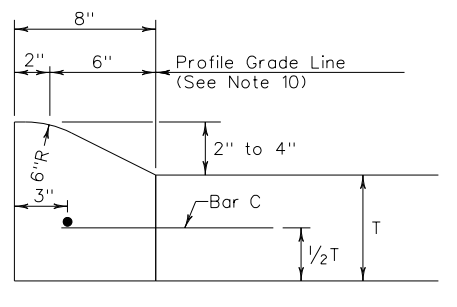 8"
2"
6"
Profile Grade Line
(See Note 10)
6"R
2" to 4"
3"
Bar C
T
½T